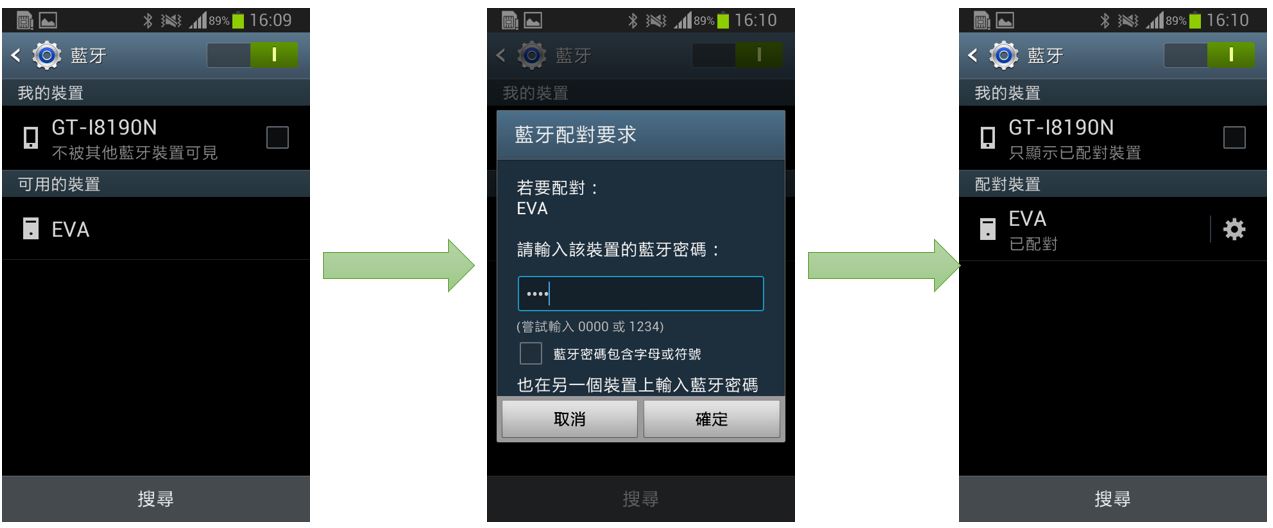 89% 16:09
藍牙
我的裝置
GT-I8190N
不被其他藍牙裝置可見
可用的裝置
EVA
搜尋
89% 16:10
藍牙
我的裝置
藍牙配對要求
若要配對：
EVA
請輸入該裝置的藍牙密碼：
••••
(嘗試輸入 0000 或 1234)
藍牙密碼包含字母或符號
也在另一個裝置上輸入藍牙密碼
取消 確定
搜尋
89% 16:10
藍牙
我的裝置
GT-I8190N
只顯示已配對裝置
配對裝置
EVA
已配對
搜尋